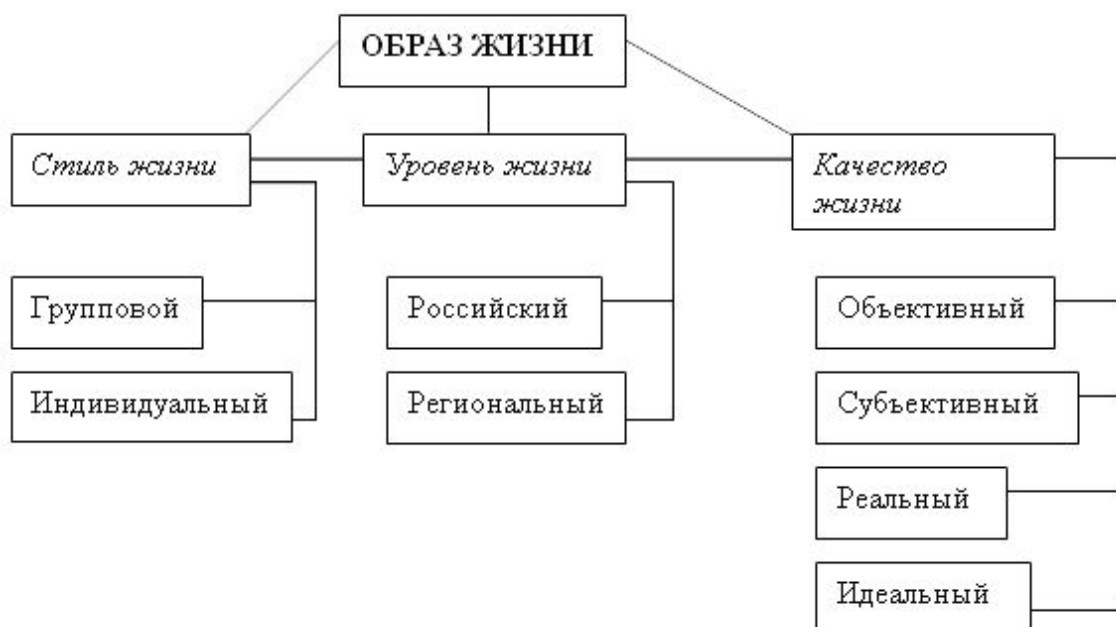 ОБРАЗ ЖИЗНИ
Стиль жизни
Уровень жизни
Качество
жизни
Групповой
Российский
Объективный
Индивидуальный
Региональный
Субъективный
Реальный
Идеальный